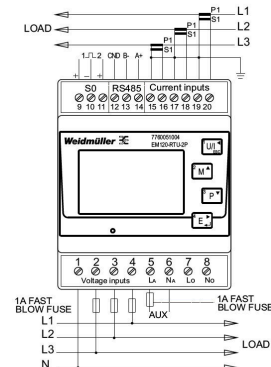 P1 L1
S1
LOAD P1 L2
S1
P1 L3
S1
1 2 GND B- A+
+ -
S0 RS485 Current inputs
9 10 11 12 13 14 15 16 17 18 19 20
Weidmüller 7760051004
EM120-RTU-2P
U/I
ESC
M
P
E
1 2 3 4 5 6 7 8
Voltage inputs LA NA Lo No
1A FAST
BLOW FUSE
1A FAST
BLOW FUSE
AUX
L1
L2
LOAD
L3
N